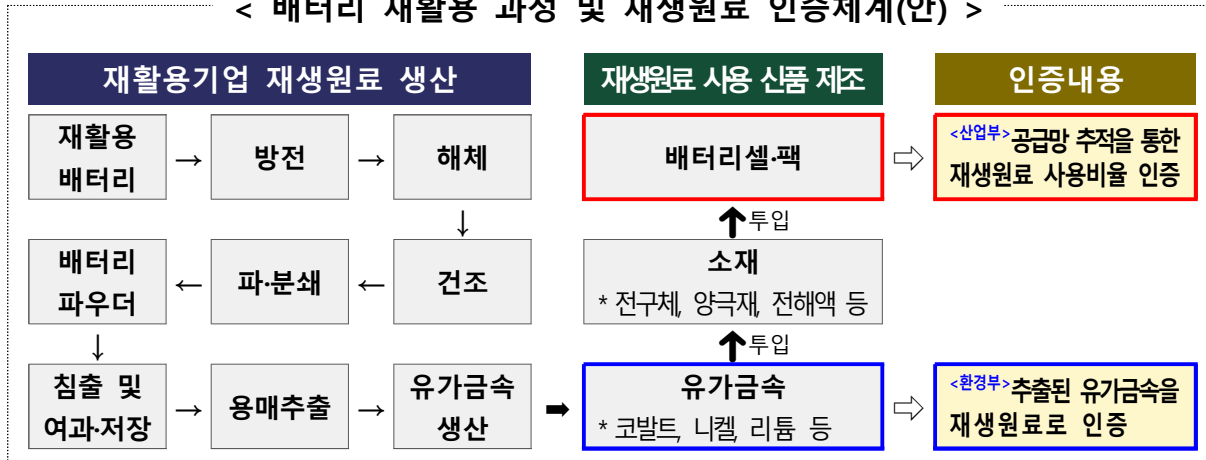 < 배터리 재활용 과정 및 재생원료 인증체계(안) >
재활용기업 재생원료 생산
재생원료 사용 신품 제조
인증내용
재활용
배터리
→
방전
→
해체
배터리셀·팩
⇨
<산업부>공급망 추적을 통한
재생원료 사용비율 인증
↓
투입
배터리
파우더
←
파·분쇄
←
건조
소재
* 전구체, 양극재, 전해액 등
↓
투입
침출 및
여과·저장
→
용매추출
→
유가금속
생산
➡
유가금속
* 코발트, 니켈, 리튬 등
⇨
<환경부>추출된 유가금속을
재생원료로 인증